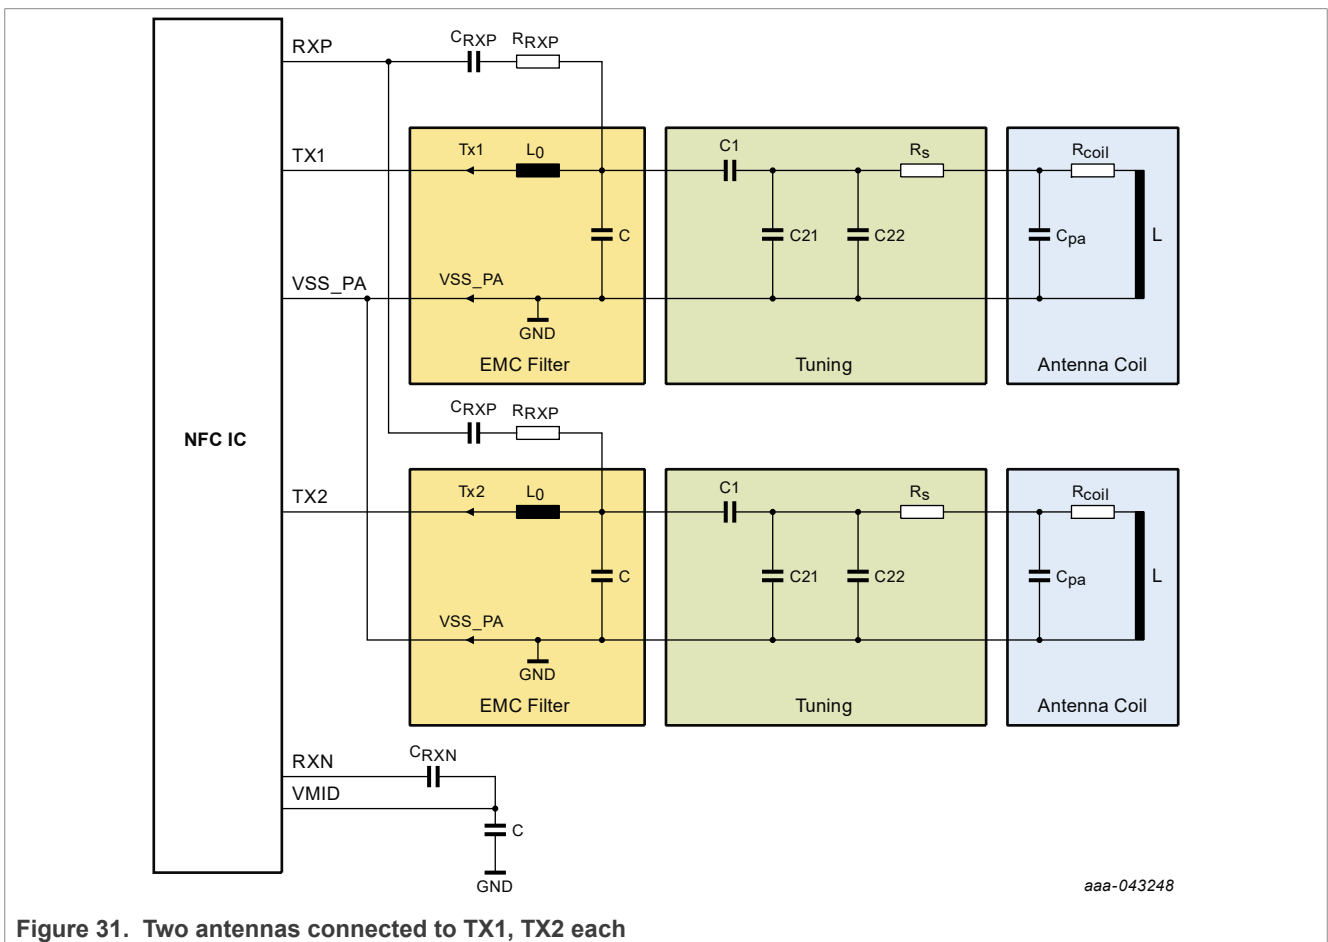 RXP
CRXP RRXP
TX1
Tx1 L0
C1
Rs
Rcoil
C
C21
C22
Cpa
L
VSS_PA
VSS_PA
GND
EMC Filter
Tuning
Antenna Coil
CRXP RRXP
NFC IC
TX2
Tx2 L0
C1
Rs
Rcoil
C
C21
C22
Cpa
L
VSS_PA
GND
EMC Filter
Tuning
Antenna Coil
RXN
CRXN
VMID
C
GND
aaa-043248
Figure 31. Two antennas connected to TX1, TX2 each